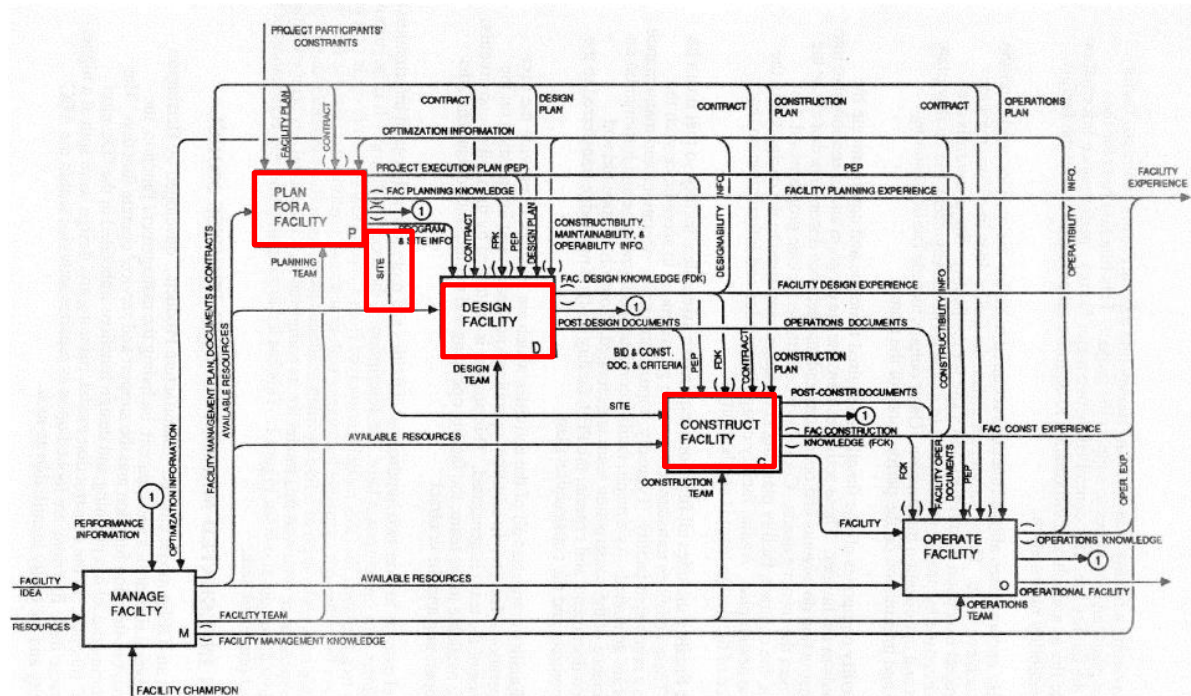 PROJECT PARTICIPANTS'
CONSTRAINTS
FACILITY PLAN
CONTRACT
CONTRACT
DESIGN
PLAN
CONTRACT
CONSTRUCTION
PLAN
CONTRACT
OPERATIONS
PLAN
OPTIMIZATION INFORMATION
PROJECT EXECUTION PLAN (PEP)
PEP
FACILITY
EXPERIENCE
PLAN
FOR A
FACILITY
P
FAC PLANNING KNOWLEDGE
FACILITY PLANNING EXPERIENCE
1
PROGRAM
& SITE INFO
PLANNING
TEAM
SITE
CONTRACT
FPK
PEP
DESIGN PLAN
CONSTRUCTIBILITY,
MAINTAINABILITY, &
OPERABILITY INFO.
DESIGNABILITY INFO.
OPERATIBILITY INFO.
FAC. DESIGN KNOWLEDGE (FDK)
FACILITY DESIGN EXPERIENCE
DESIGN
FACILITY
D
1
POST-DESIGN DOCUMENTS
OPERATIONS DOCUMENTS
CONSTRUCTIBILITY INFO
DESIGN
TEAM
BID & CONST.
DOC. & CRITERIA
PEP
FDK
CONTRACT
CONSTRUCTION
PLAN
POST-CONSTR DOCUMENTS
SITE
CONSTRUCT
FACILITY
C
1
FAC CONSTRUCTION
KNOWLEDGE (FCK)
FAC CONST EXPERIENCE
AVAILABLE RESOURCES
CONSTRUCTION
TEAM
FCK
FACILITY OPER.
DOCUMENTS
PEP
OPER. EXP.
FACILITY MANAGEMENT PLAN, DOCUMENTS & CONTRACTS
AVAILABLE RESOURCES
OPTIMIZATION INFORMATION
1
PERFORMANCE
INFORMATION
FACILITY
OPERATE
FACILITY
O
OPERATIONS KNOWLEDGE
1
OPERATIONAL FACILITY
OPERATIONS
TEAM
FACILITY
IDEA
RESOURCES
MANAGE
FACILTY
M
AVAILABLE RESOURCES
FACILITY TEAM
FACILITY MANAGEMENT KNOWLEDGE
FACILITY CHAMPION